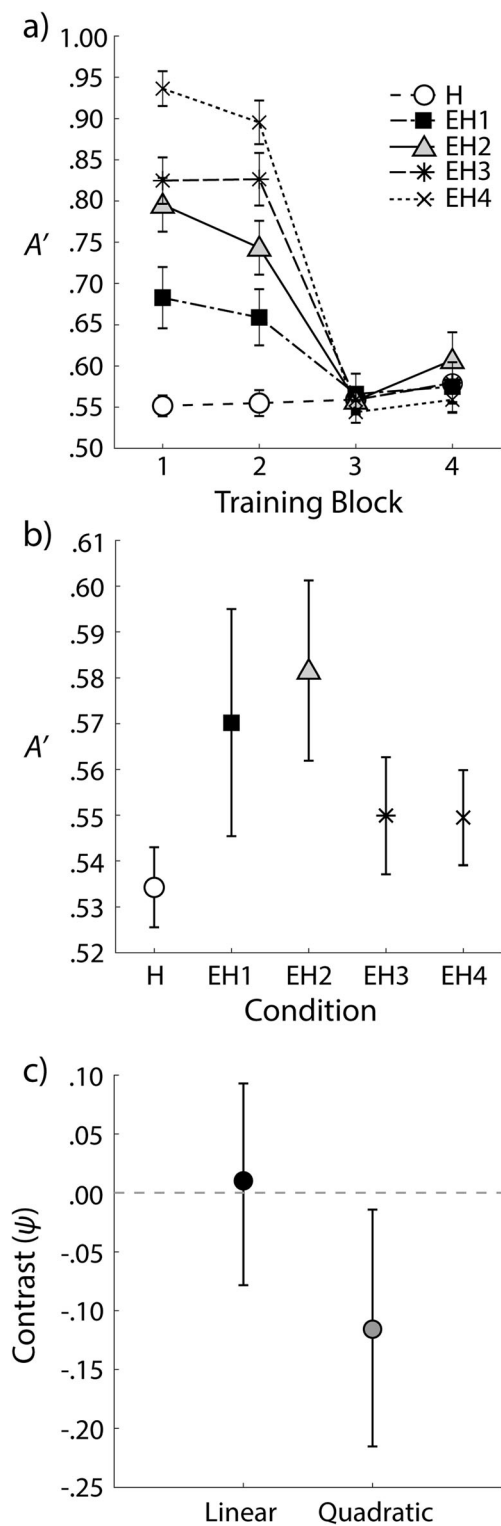 a)
1.00
.95
.90
.85
.80
.75
.70
.65
.60
.55
.50
A′
H
EH1
EH2
EH3
EH4
1 2 3 4
Training Block
b)
.61
.60
.59
.58
.57
.56
.55
.54
.53
.52
A′
H EH1 EH2 EH3 EH4
Condition
c)
.10
.05
.00
-.05
-.10
-.15
-.20
-.25
Contrast (ψ)
Linear Quadratic